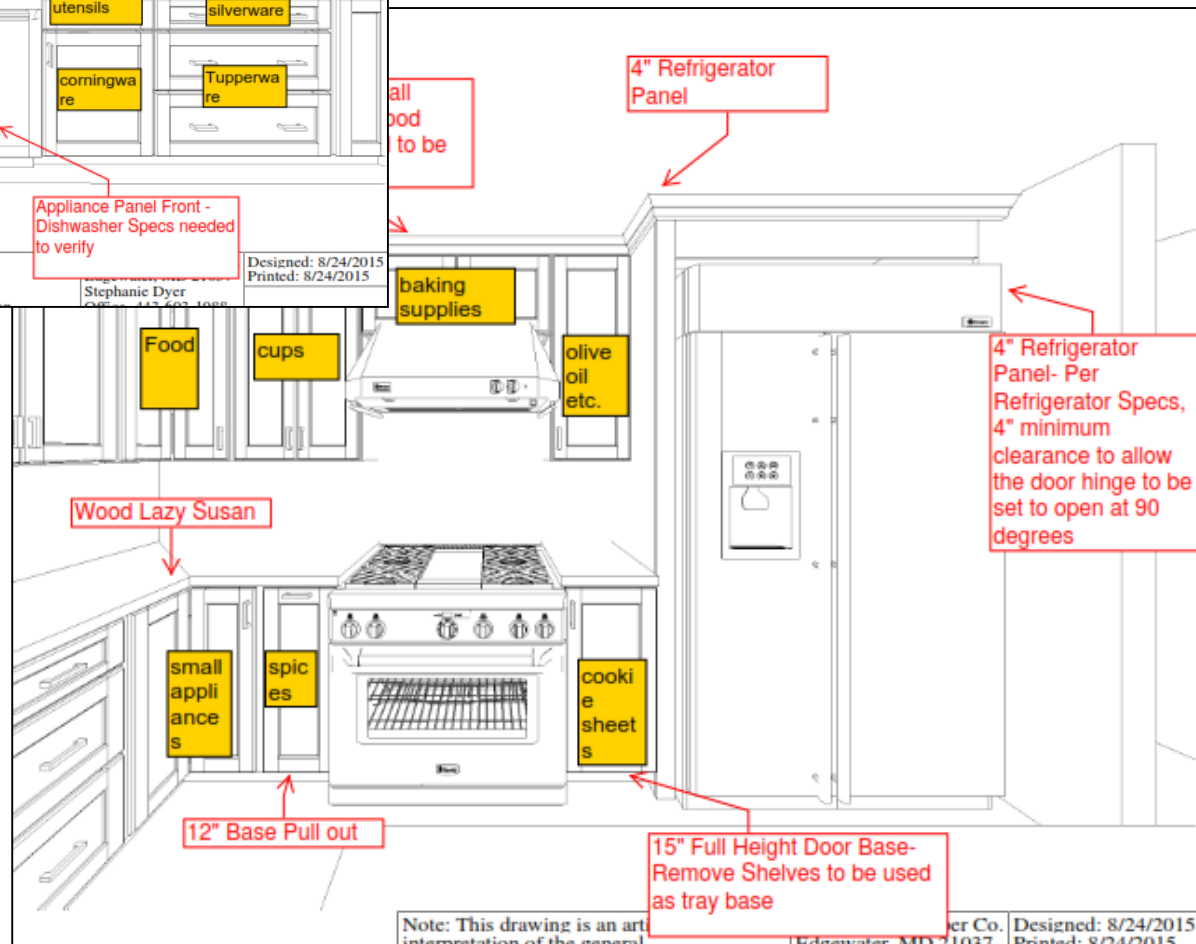 utensils
silverware
corningwa
re
Tupperwa
re
Appliance Panel Front -
Dishwasher Specs needed
to verify
Designed: 8/24/2015
Printed: 8/24/2015
Stephanie Dyer
to be
4" Refrigerator
Panel
baking
supplies
Food
cups
olive
oil
etc.
4" Refrigerator
Panel- Per
Refrigerator Specs,
4" minimum
clearance to allow
the door hinge to be
set to open at 90
degrees
Wood Lazy Susan
small
appli
ance
s
spic
es
cooki
e
sheet
s
12" Base Pull out
15" Full Height Door Base-
Remove Shelves to be used
as tray base
Note: This drawing is an
interpretation of the general
Co.
Edgewater, MD 21037
Designed: 8/24/2015
Printed: 8/24/2015